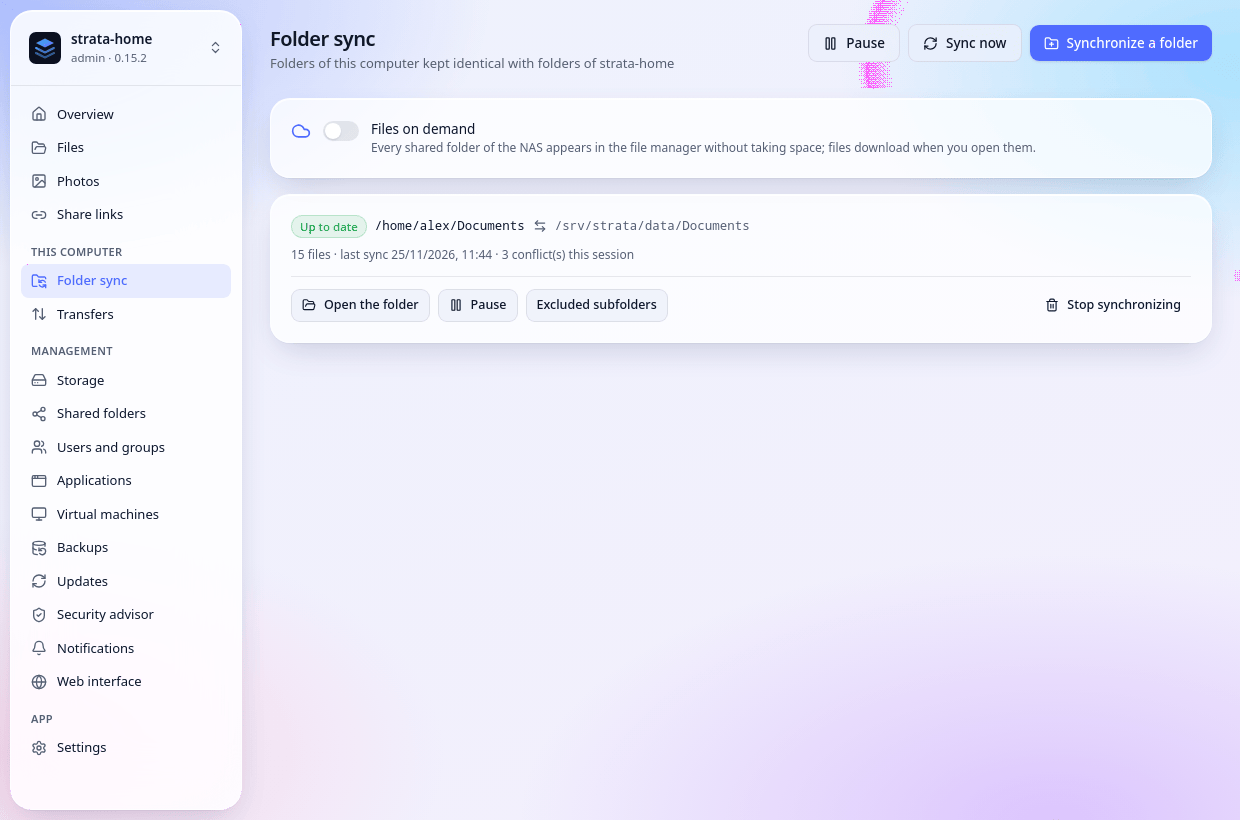 strata-home
admin · 0.15.2
Overview
Files
Photos
Share links
THIS COMPUTER
Folder sync
Transfers
MANAGEMENT
Storage
Shared folders
Users and groups
Applications
Virtual machines
Backups
Updates
Security advisor
Notifications
Web interface
APP
Settings
Folder sync
Folders of this computer kept identical with folders of strata-home
Pause
Sync now
Synchronize a folder
Files on demand
Every shared folder of the NAS appears in the file manager without taking space; files download when you open them.
Up to date /home/alex/Documents ⇆ /srv/strata/data/Documents
15 files · last sync 25/11/2026, 11:44 · 3 conflict(s) this session
Open the folder
Pause
Excluded subfolders
Stop synchronizing